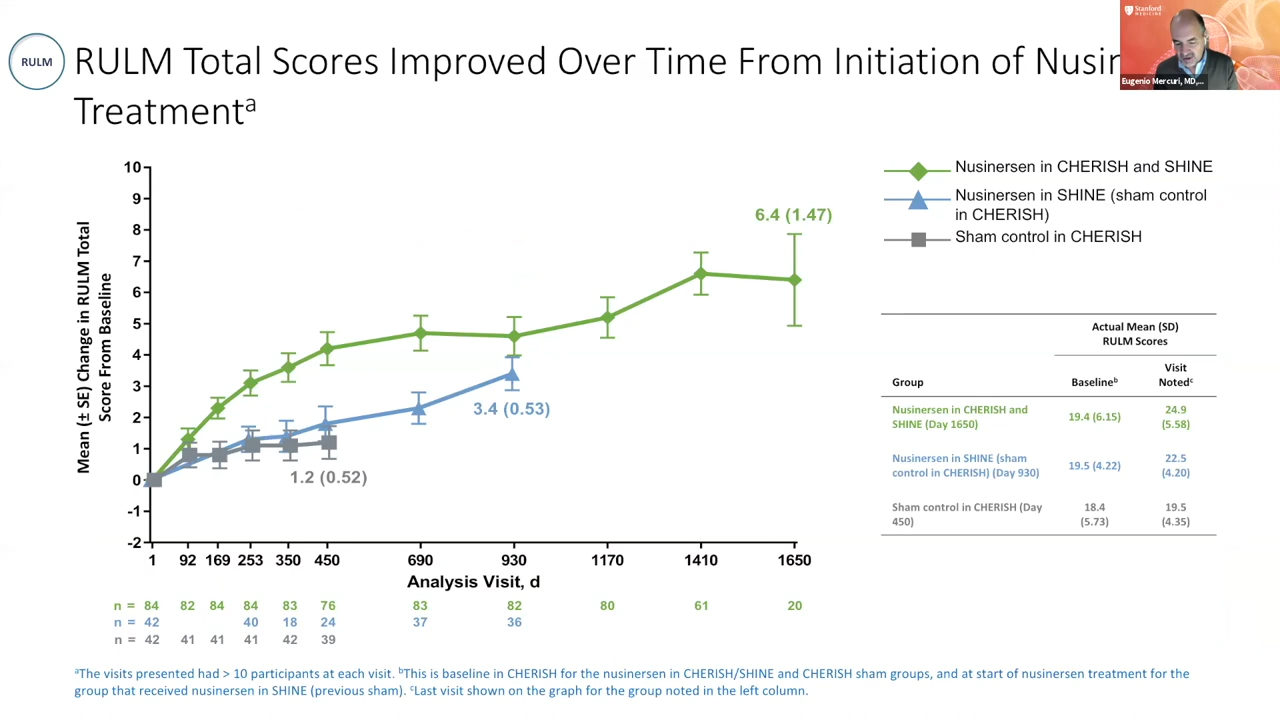 RULM
RULM Total Scores Improved Over Time From Initiation of
Treatmentᵃ
Stanford
MEDICINE
Eugenio Mercuri, MD,...
Nusinersen in CHERISH and SHINE
Nusinersen in SHINE (sham control
in CHERISH)
Sham control in CHERISH
Mean (± SE) Change in RULM Total
Score From Baseline
10
9
8
7
6
5
4
3
2
1
0
-1
-2
6.4 (1.47)
3.4 (0.53)
1.2 (0.52)
1 92 169 253 350 450 690 930 1170 1410 1650
Analysis Visit, d
n = 84 82 84 84 83 76 83 82 80 61 20
n = 42 40 18 24 37 36
n = 42 41 41 41 42 39
Actual Mean (SD)
RULM Scores
Group Baselineᵇ Visit
Notedᶜ
Nusinersen in CHERISH and
SHINE (Day 1650) 19.4 (6.15) 24.9
(5.58)
Nusinersen in SHINE (sham
control in CHERISH) (Day 930) 19.5 (4.22) 22.5
(4.20)
Sham control in CHERISH (Day
450) 18.4
(5.73) 19.5
(4.35)
ᵃThe visits presented had > 10 participants at each visit. ᵇThis is baseline in CHERISH for the nusinersen in CHERISH/SHINE and CHERISH sham groups, and at start of nusinersen treatment for the
group that received nusinersen in SHINE (previous sham). ᶜLast visit shown on the graph for the group noted in the left column.